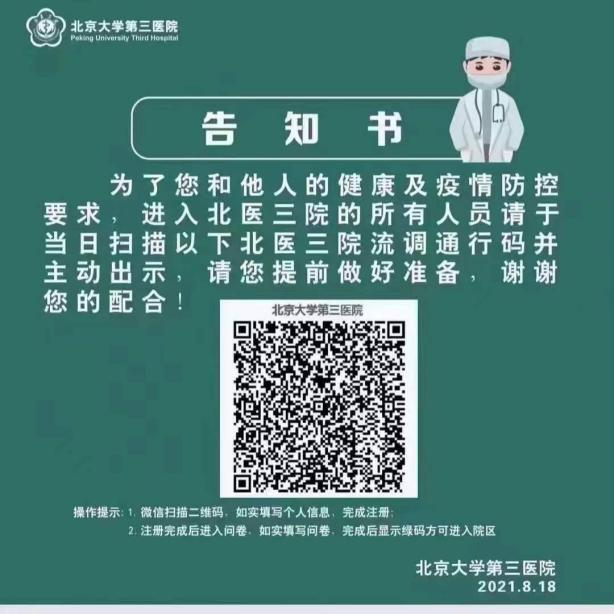 北京大学第三医院
Peking University Third Hospital
告知书
为了您和他人的健康及疫情防控
要求，进入北医三院的所有人员请于
当日扫描以下北医三院流调通行码并
主动出示，请您提前做好准备，谢谢
您的配合！
北京大学第三医院
操作提示：1. 微信扫描二维码，如实填写个人信息，完成注册；
2. 注册完成后进入问卷，如实填写问卷，完成后显示绿码方可进入院区
北京大学第三医院
2021.8.18